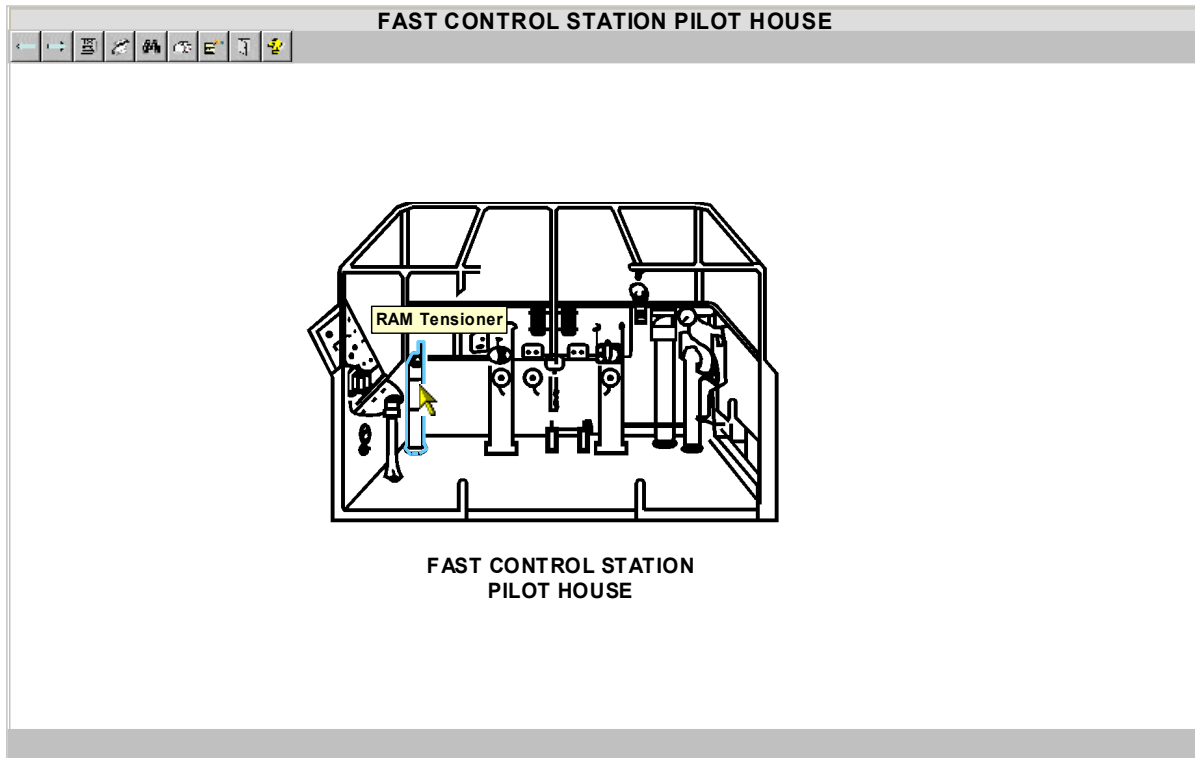 FAST CONTROL STATION PILOT HOUSE
RAM Tensioner
FAST CONTROL STATION
PILOT HOUSE